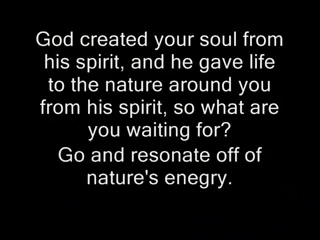 God created your soul from
his spirit, and he gave life
to the nature around you
from his spirit, so what are
you waiting for?
Go and resonate off of
nature's enegry.